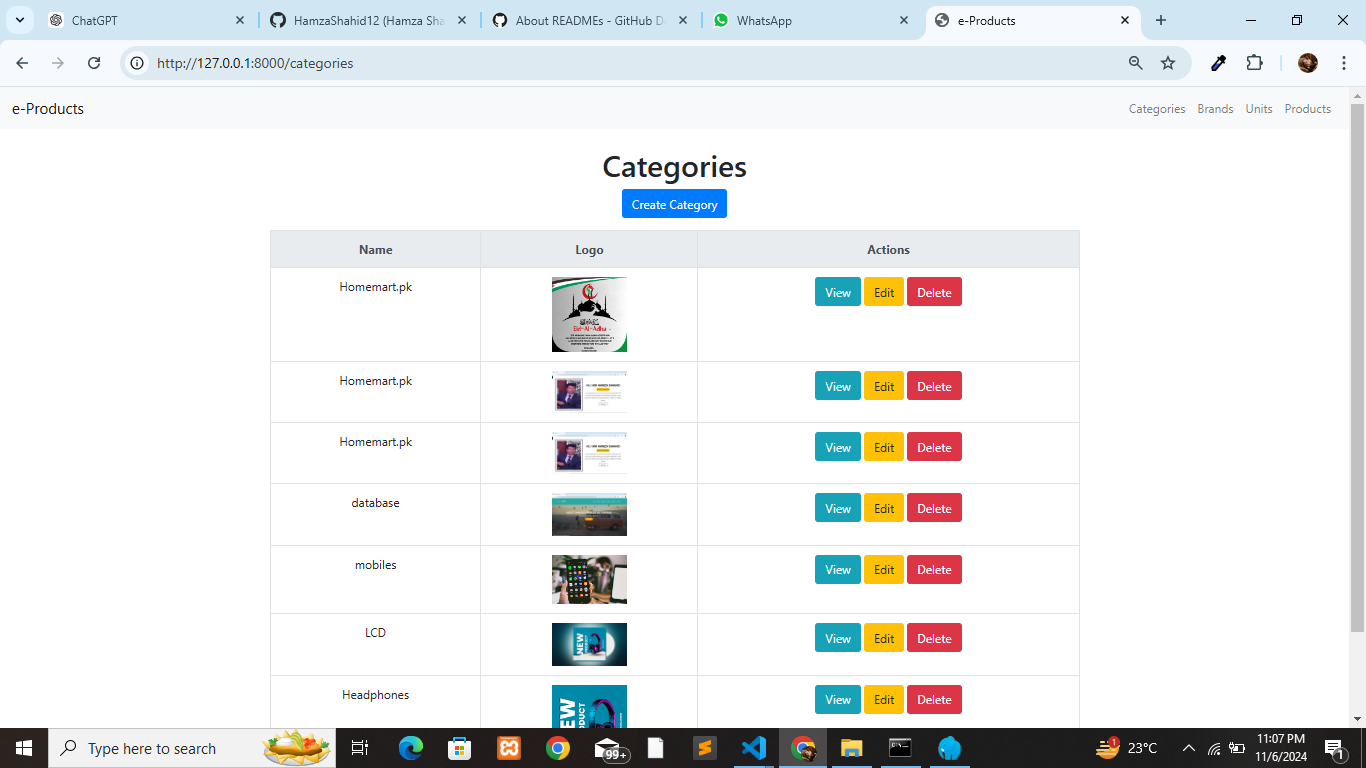 ChatGPT
HamzaShahid12 (Hamza Sha
About READMEs - GitHub D
WhatsApp
e-Products
http://127.0.0.1:8000/categories
e-Products
Categories Brands Units Products
Categories
Create Category
Name Logo Actions
Homemart.pk Eid-Al-Adha View Edit Delete
Homemart.pk View Edit Delete
Homemart.pk View Edit Delete
database View Edit Delete
mobiles View Edit Delete
LCD NEW View Edit Delete
Headphones NEW View Edit Delete
Type here to search
99+
1
23°C
11:07 PM
11/6/2024
1